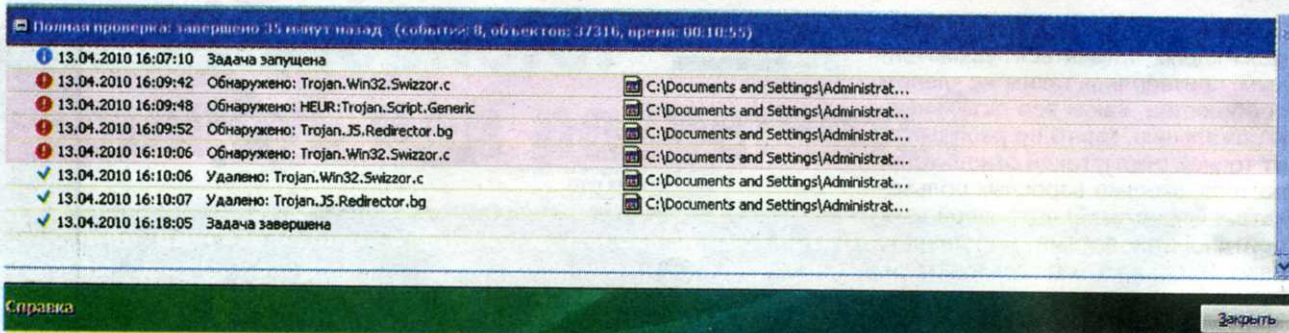 Полная проверка: завершено 35 минут назад (событий: 8, объектов: 37316, время: 00:10:55)
13.04.2010 16:07:10 Задача запущена
13.04.2010 16:09:42 Обнаружено: Trojan.Win32.Swizzor.c C:\Documents and Settings\Administrat...
13.04.2010 16:09:48 Обнаружено: HEUR:Trojan.Script.Generic C:\Documents and Settings\Administrat...
13.04.2010 16:09:52 Обнаружено: Trojan.JS.Redirector.bg C:\Documents and Settings\Administrat...
13.04.2010 16:10:06 Обнаружено: Trojan.Win32.Swizzor.c C:\Documents and Settings\Administrat...
13.04.2010 16:10:06 Удалено: Trojan.Win32.Swizzor.c C:\Documents and Settings\Administrat...
13.04.2010 16:10:07 Удалено: Trojan.JS.Redirector.bg C:\Documents and Settings\Administrat...
13.04.2010 16:18:05 Задача завершена
Справка
Закрыть